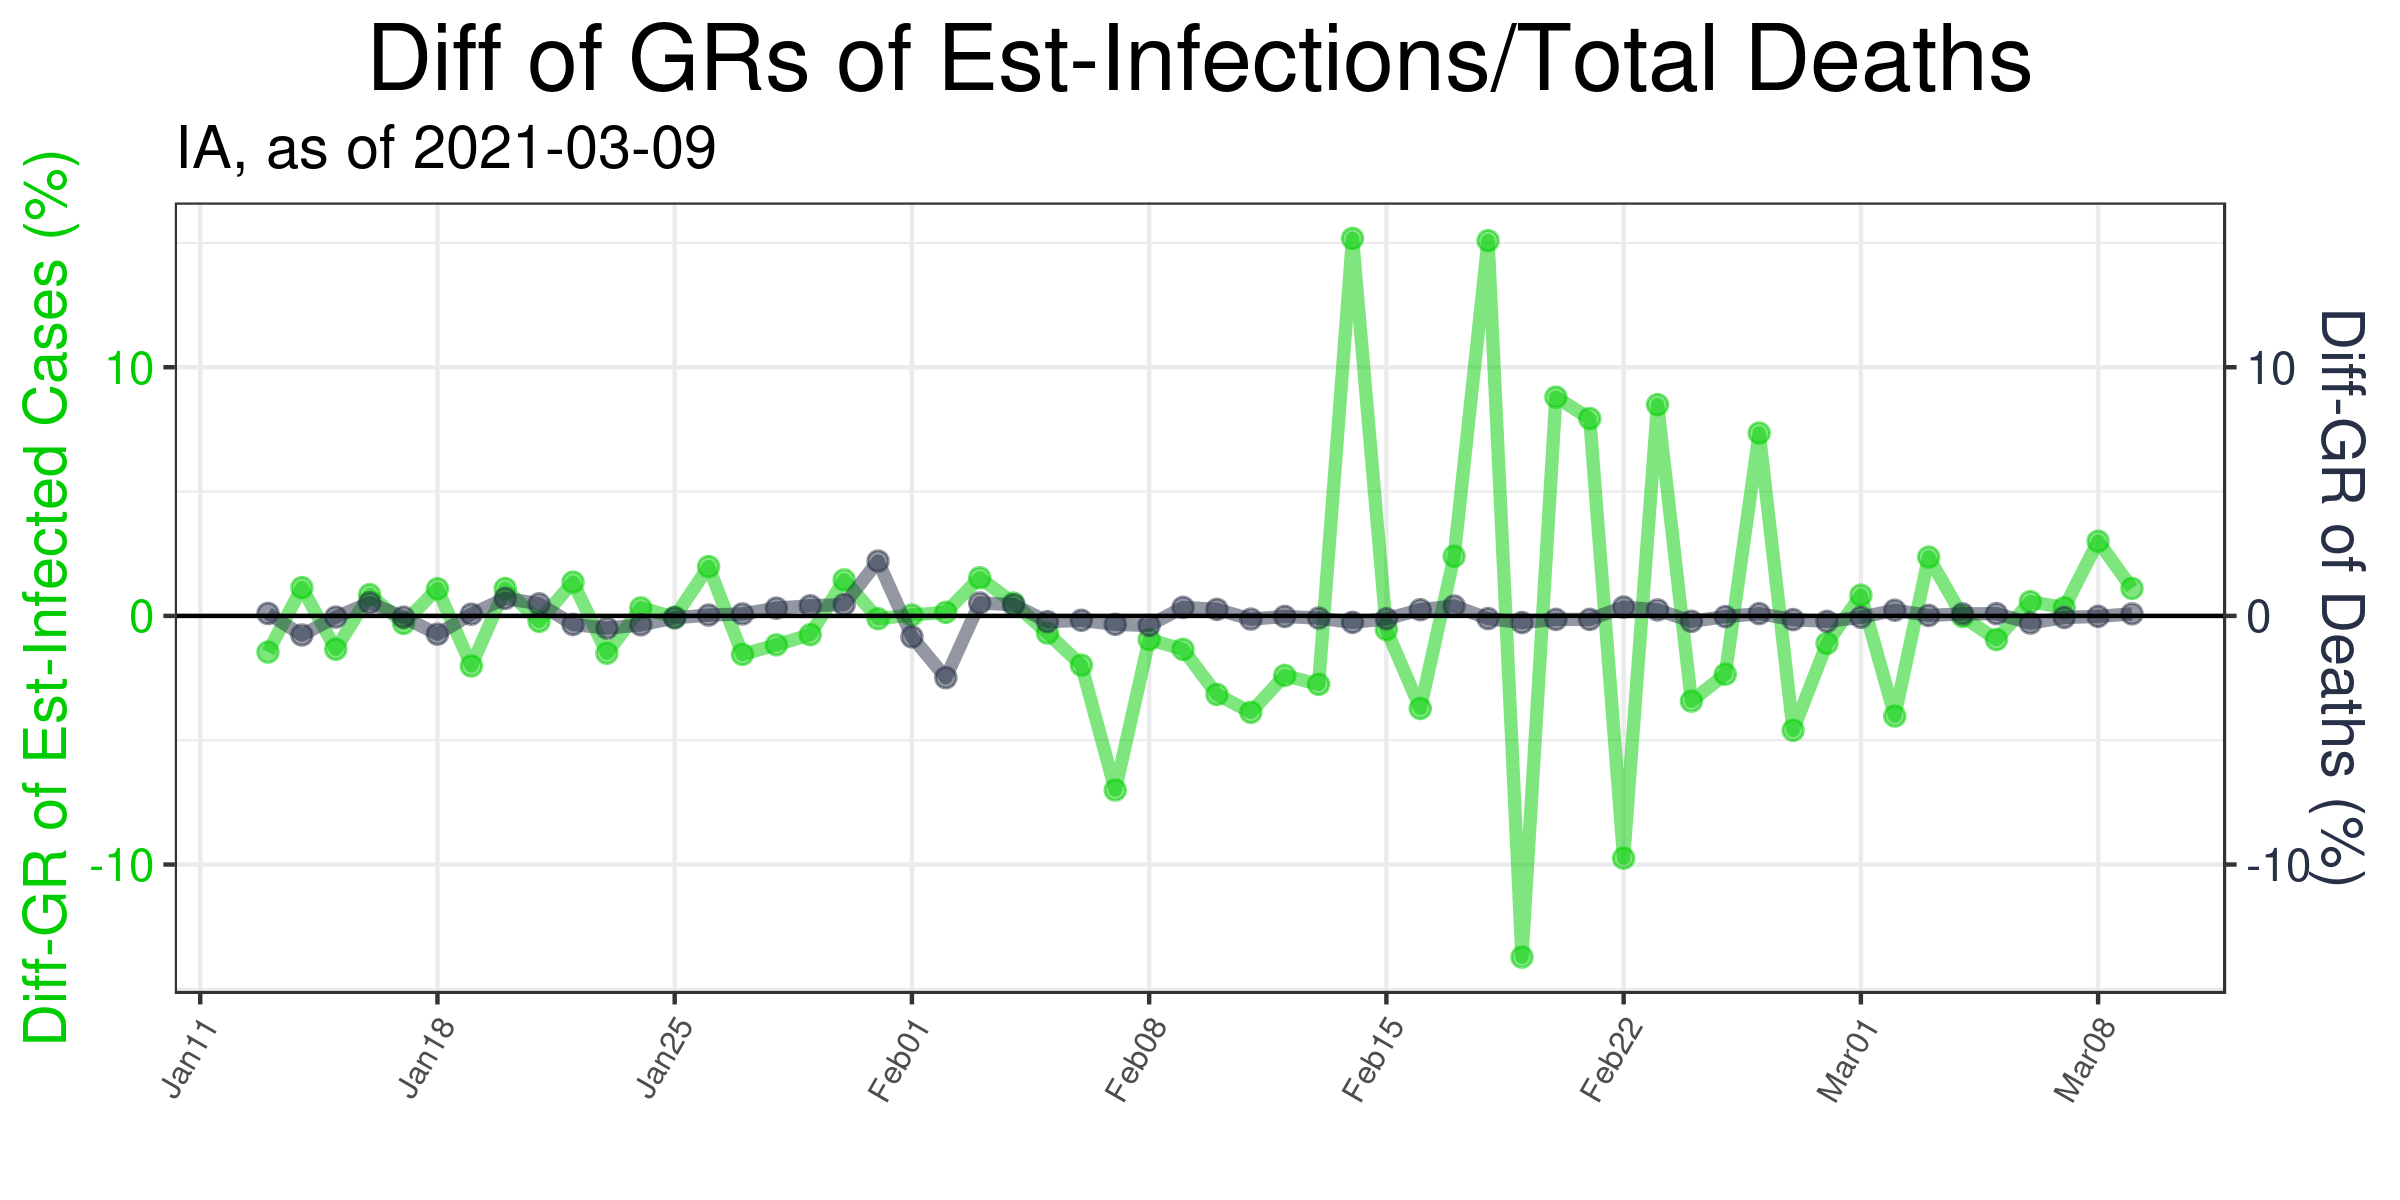 Diff of GRs of Est-Infections/Total Deaths
IA, as of 2021-03-09
Diff-GR of Est-Infected Cases (%)
10
0
-10
10
0
-10
Diff-GR of Deaths (%)
Jan11
Jan18
Jan25
Feb01
Feb08
Feb15
Feb22
Mar01
Mar08